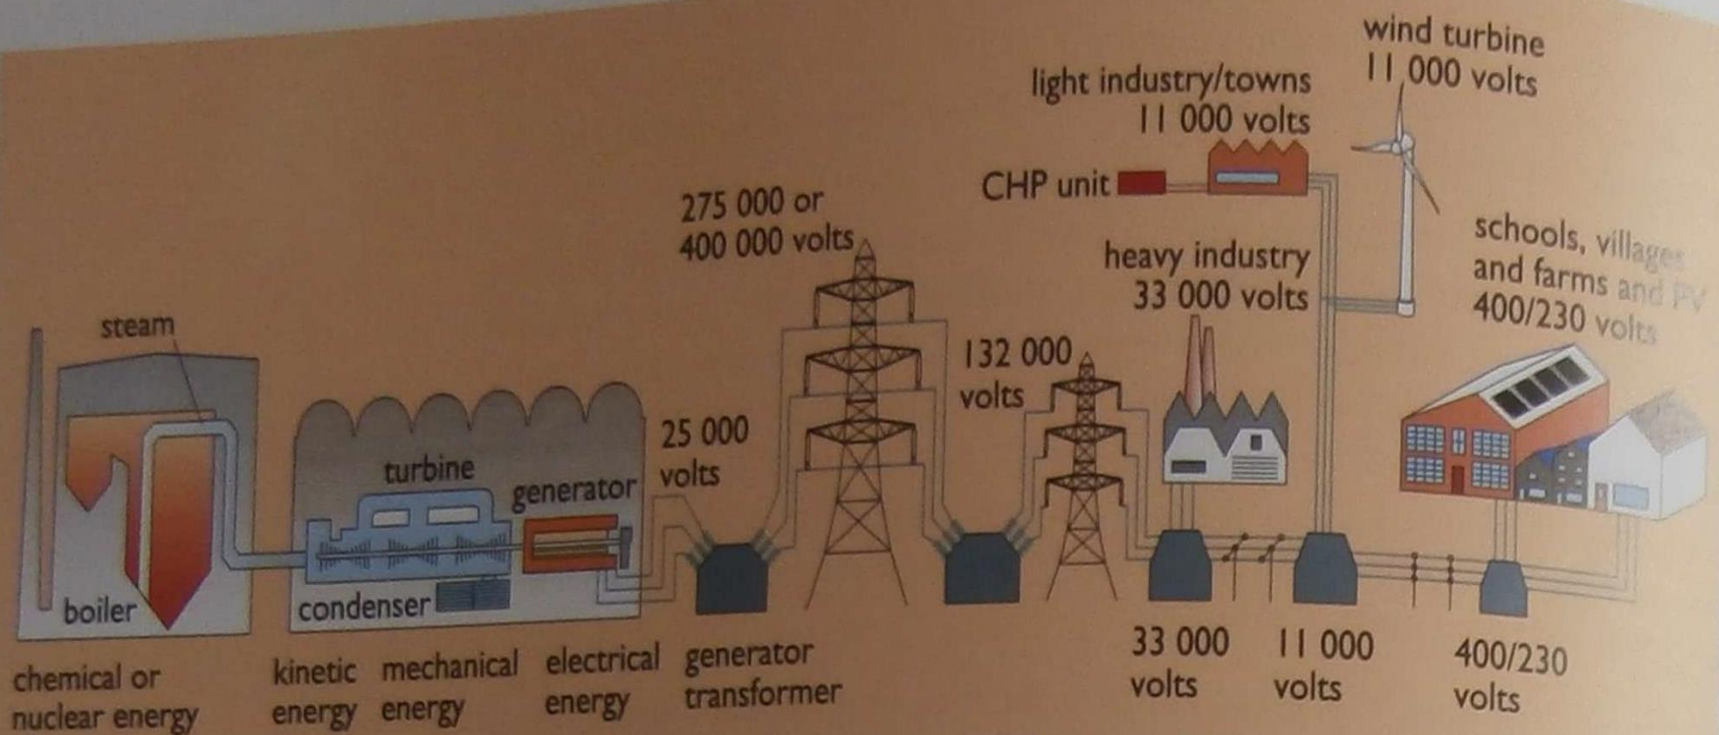 wind turbine
11 000 volts
light industry/towns
11 000 volts
CHP unit
275 000 or
400 000 volts
heavy industry
33 000 volts
schools, villages
and farms and PV
400/230 volts
steam
132 000
volts
25 000
volts
turbine
generator
boiler
condenser
chemical or
nuclear energy
kinetic
energy
mechanical
energy
electrical
energy
generator
transformer
33 000
volts
11 000
volts
400/230
volts